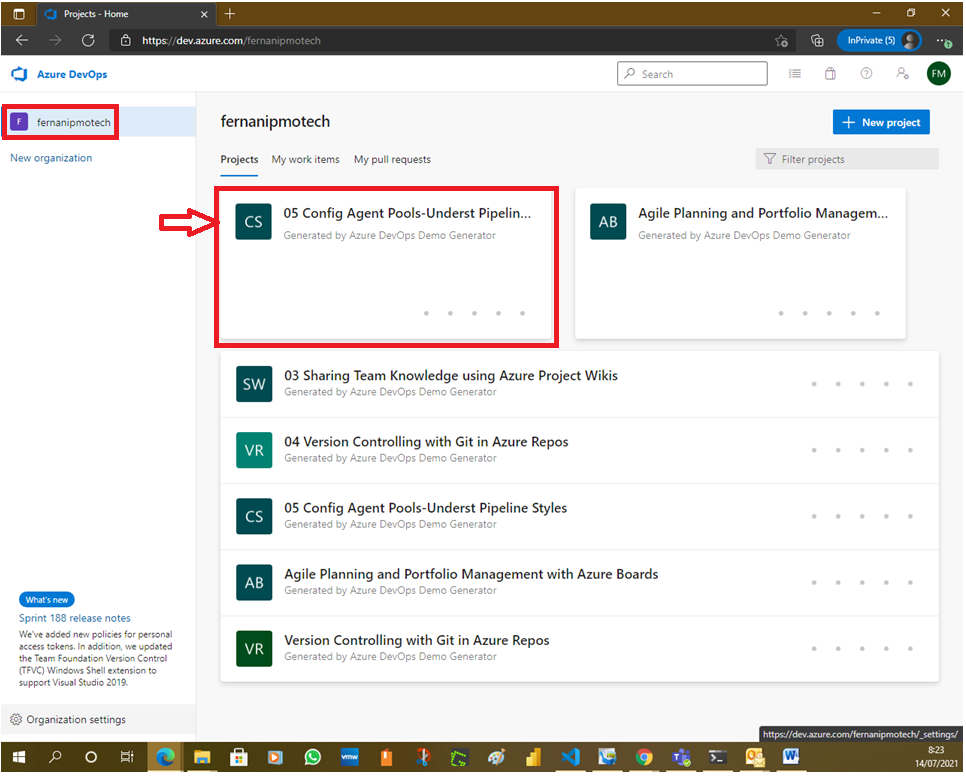 Projects - Home
https://dev.azure.com/fernanipmotech
InPrivate (5)
Azure DevOps
Search
FM
F
fernanipmotech
New organization
fernanipmotech
New project
Projects
My work items
My pull requests
Filter projects
CS
05 Config Agent Pools-Underst Pipelin...
Generated by Azure DevOps Demo Generator
AB
Agile Planning and Portfolio Managem...
Generated by Azure DevOps Demo Generator
SW
03 Sharing Team Knowledge using Azure Project Wikis
Generated by Azure DevOps Demo Generator
VR
04 Version Controlling with Git in Azure Repos
Generated by Azure DevOps Demo Generator
CS
05 Config Agent Pools-Underst Pipeline Styles
Generated by Azure DevOps Demo Generator
AB
Agile Planning and Portfolio Management with Azure Boards
Generated by Azure DevOps Demo Generator
VR
Version Controlling with Git in Azure Repos
Generated by Azure DevOps Demo Generator
What's new
Sprint 188 release notes
We've added new policies for personal
access tokens. In addition, we updated
the Team Foundation Version Control
(TFVC) Windows Shell extension to
support Visual Studio 2019.
Organization settings
https://dev.azure.com/fernanipmotech/_settings/
vmw
8:23
14/07/2021